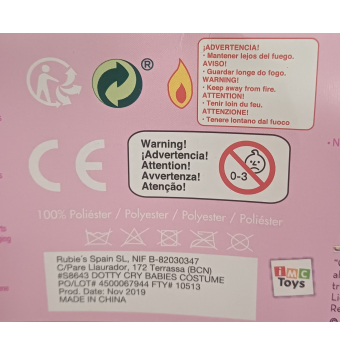 ®
¡ADVERTENCIA!
• Mantener lejos del fuego.
AVISO!
• Guardar longe do fogo.
WARNING!
• Keep away from fire.
ATTENTION!
• Tenir loin du feu.
ATTENZIONE!
• Tenere lontano dal fuoco
CE
Warning!
¡Advertencia!
Attention!
Avvertenza!
Atenção!
0-3
100% Poliéster / Polyester / Polyester / Poliestere
Rubie's Spain SL, NIF B-82030347
C/Pare Llaurador, 172 Terrassa (BCN)
#S8643 DOTTY CRY BABIES COSTUME
PO/LOT# 4500067944 FTY# 10513
Prod. Date: Nov 2019
MADE IN CHINA
iMC
Toys